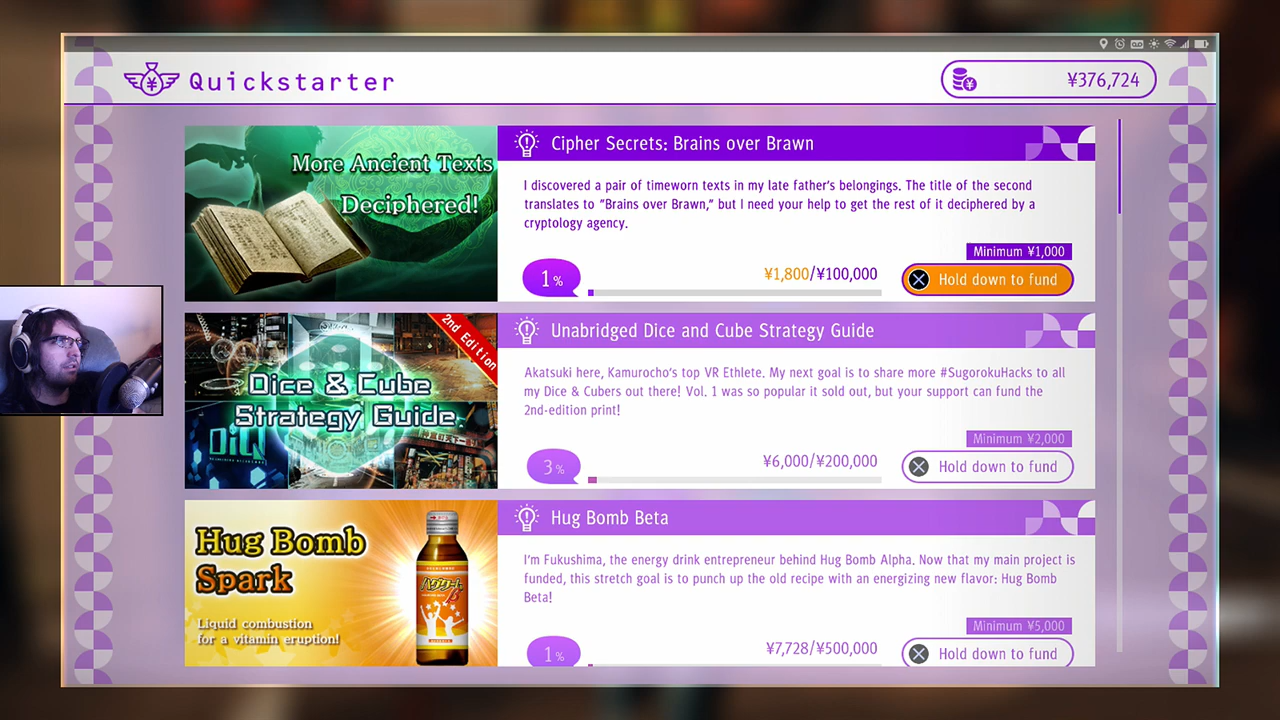 Quickstarter
¥376,724
More Ancient Texts
Deciphered!
Cipher Secrets: Brains over Brawn
I discovered a pair of timeworn texts in my late father's belongings. The title of the second
translates to "Brains over Brawn," but I need your help to get the rest of it deciphered by a
cryptology agency.
Minimum ¥1,000
1%
¥1,800/¥100,000
Hold down to fund
2nd Edition
Dice & Cube
Strategy Guide
Unabridged Dice and Cube Strategy Guide
Akatsuki here, Kamurocho's top VR Ethlete. My next goal is to share more #SugorokuHacks to all
my Dice & Cubers out there! Vol. 1 was so popular it sold out, but your support can fund the
2nd-edition print!
Minimum ¥2,000
3%
¥6,000/¥200,000
Hold down to fund
Hug Bomb
Spark
Liquid combustion
for a vitamin eruption!
Hug Bomb Beta
I'm Fukushima, the energy drink entrepreneur behind Hug Bomb Alpha. Now that my main project is
funded, this stretch goal is to punch up the old recipe with an energizing new flavor: Hug Bomb
Beta!
Minimum ¥5,000
1%
¥7,728/¥500,000
Hold down to fund